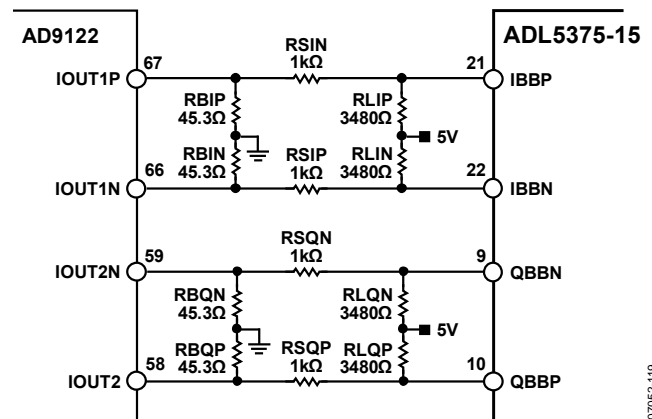 AD9122
ADL5375-15
RSIN
1kΩ
67
21
IOUT1P
IBBP
RBIP
45.3Ω
RLIP
3480Ω
5V
RBIN
45.3Ω
RSIP
1kΩ
RLIN
3480Ω
66
22
IOUT1N
IBBN
RSQN
1kΩ
59
9
IOUT2N
QBBN
RBQN
45.3Ω
RLQN
3480Ω
5V
RBQP
45.3Ω
RSQP
1kΩ
RLQP
3480Ω
58
10
IOUT2
QBBP
07052-119